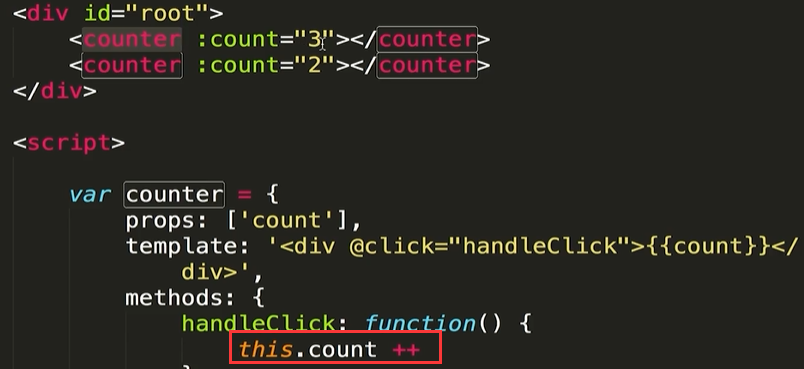 <div id="root">
<counter :count="3"></counter>
<counter :count="2"></counter>
</div>
<script>
var counter = {
props: ['count'],
template: '<div @click="handleClick">{{count}}</
div>',
methods: {
handleClick: function() {
this.count ++